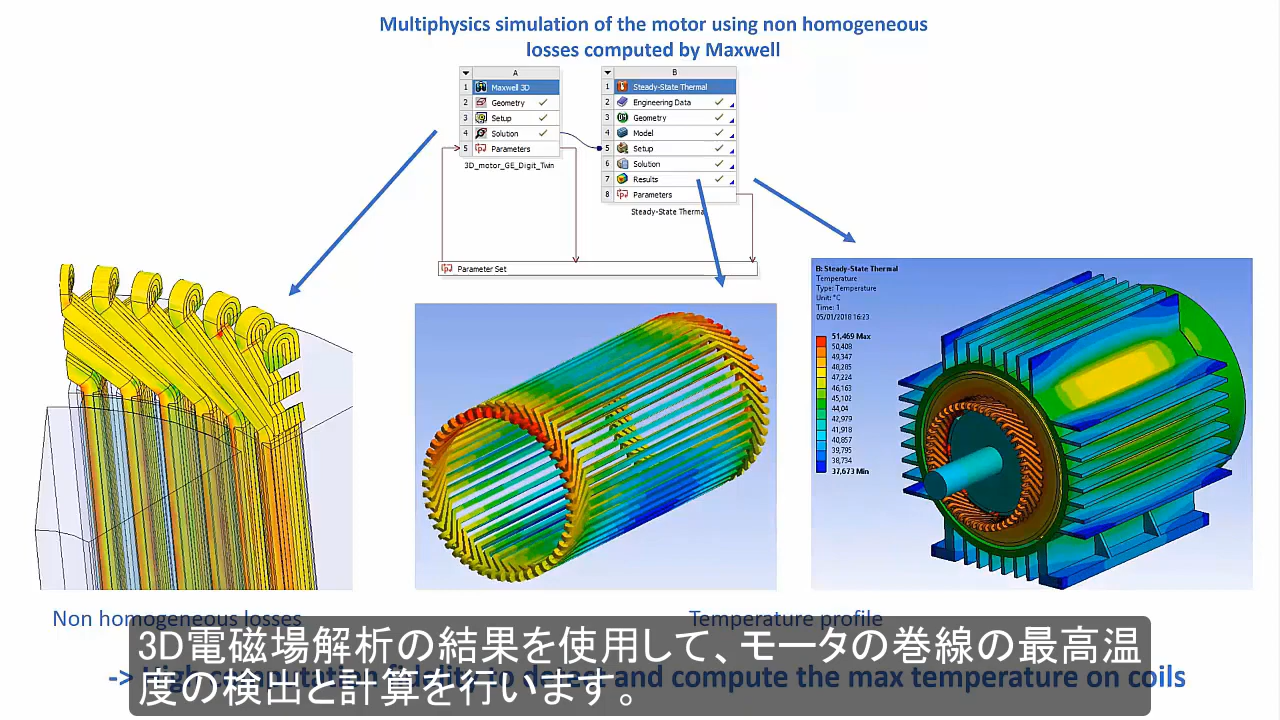 Multiphysics simulation of the motor using non homogeneous
losses computed by Maxwell
A
1 Maxwell 3D
2 Geometry
3 Setup
4 Solution
5 Parameters
3D_motor_GE_Digit_Twin
B
1 Steady-State Thermal
2 Engineering Data
3 Geometry
4 Model
5 Setup
6 Solution
7 Results
8 Parameters
Steady-State Therma
Parameter Set
B: Steady-State Thermal
Temperature
Type: Temperature
Unit: °C
Time: 1
05/01/2018 16:23
51,469 Max
50,408
49,347
48,285
47,224
46,163
45,102
44,04
42,979
41,918
40,857
39,795
38,734
37,673 Min
Non homogeneous losses
Temperature profile
3D電磁場解析の結果を使用して、モータの巻線の最高温
度の検出と計算を行います。
-> and compute the max temperature on coils